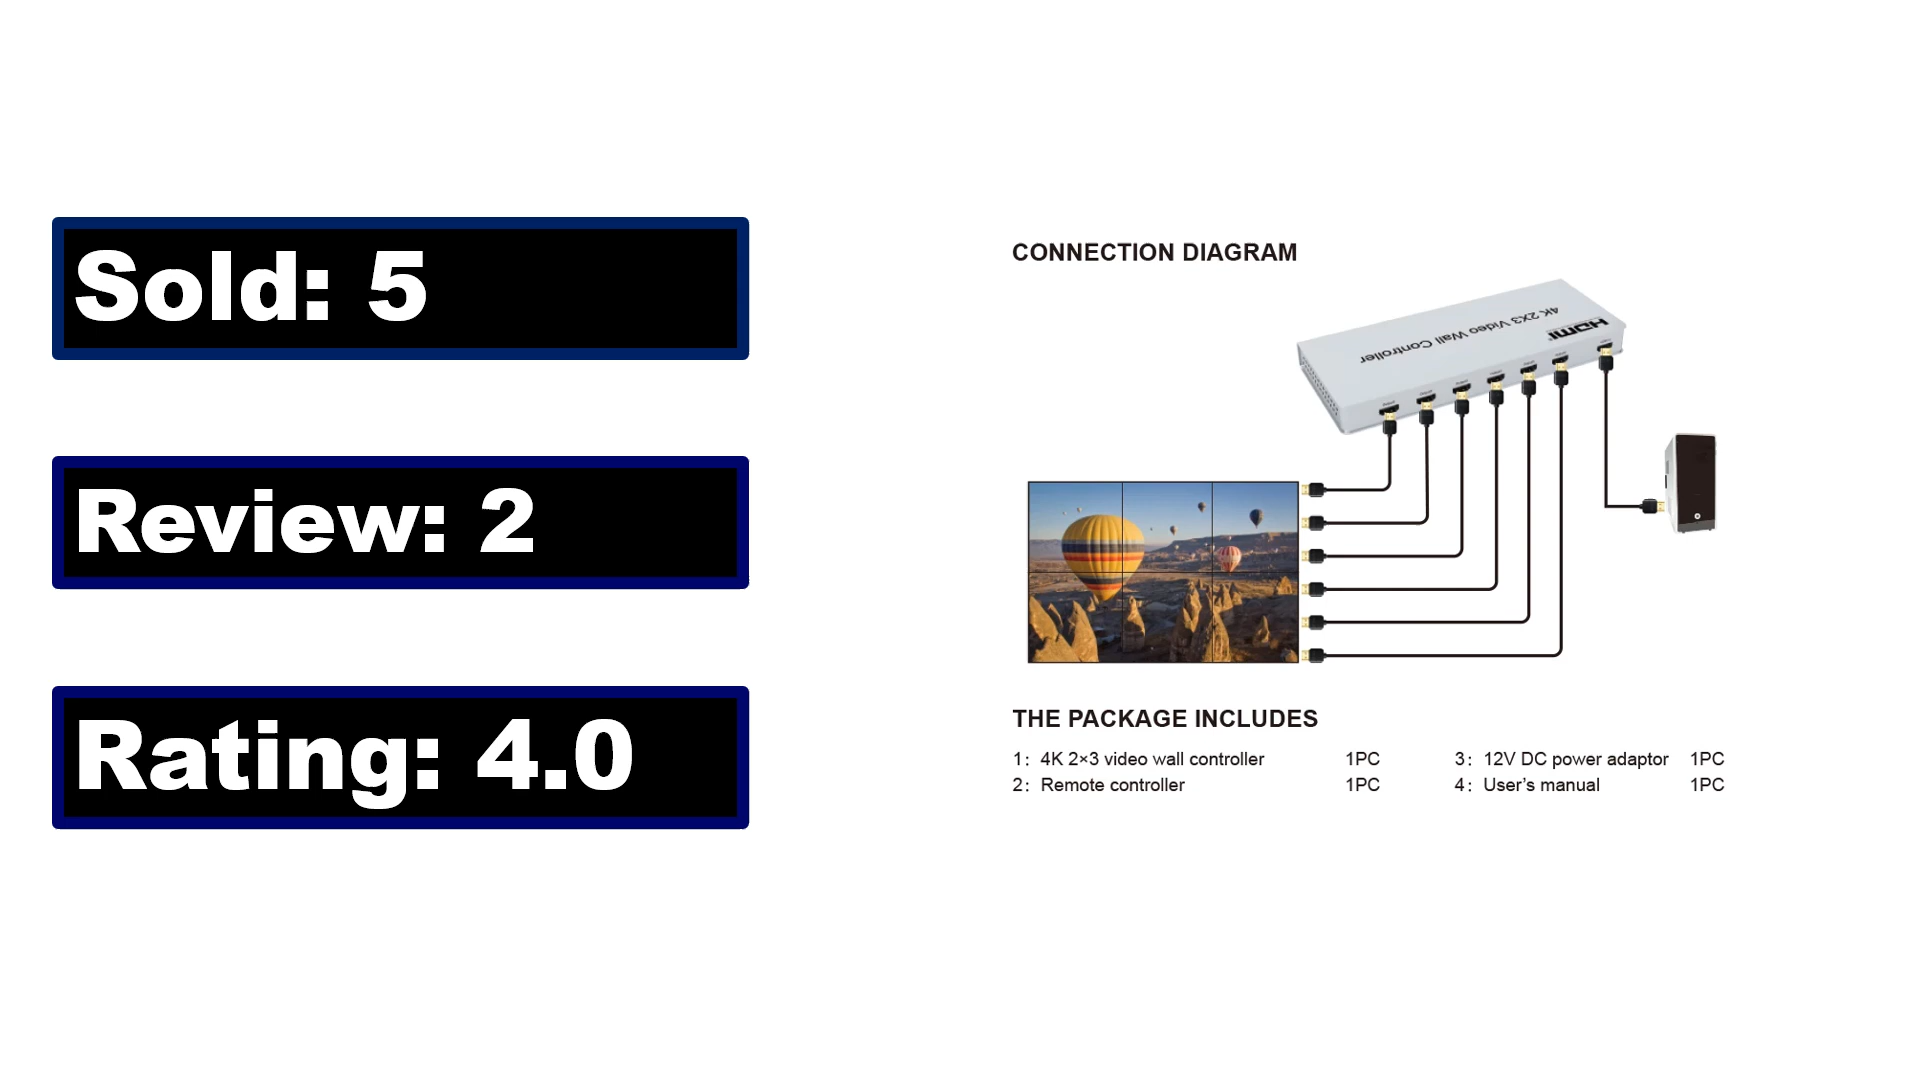 Sold: 5
Review: 2
Rating: 4.0
CONNECTION DIAGRAM
HDMI
4K 2X3 Video Wall Controller
THE PACKAGE INCLUDES
1: 4K 2×3 video wall controller 1PC 3: 12V DC power adaptor 1PC
2: Remote controller 1PC 4: User’s manual 1PC